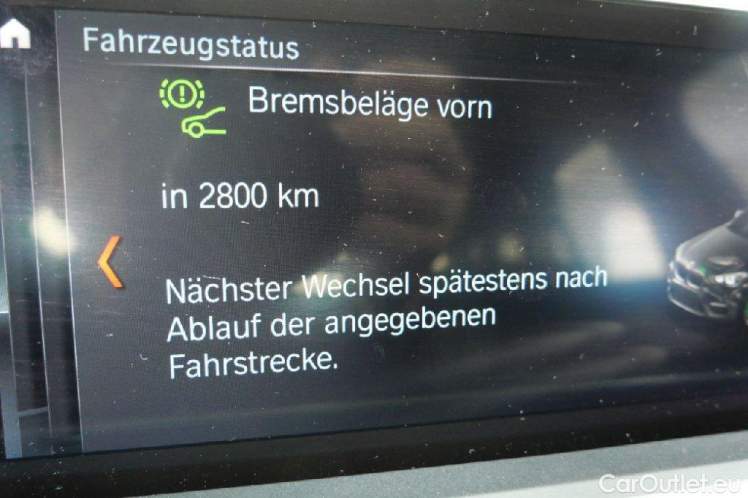 Fahrzeugstatus
Bremsbeläge vorn
in 2800 km
Nächster Wechsel spätestens nach
Ablauf der angegebenen
Fahrstrecke.
CarOutlet.eu